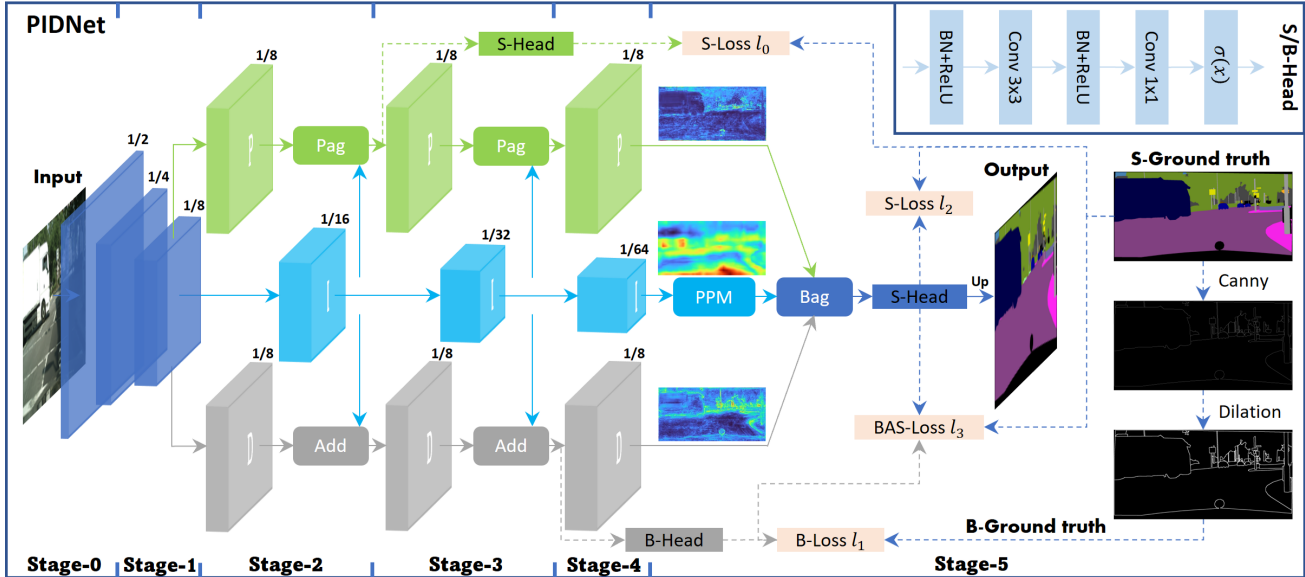 PIDNet
Input
1/2
1/4
1/8
1/8
P
Pag
1/8
P
Pag
1/8
P
S-Head
S-Loss l₀
BN+ReLU
Conv 3x3
BN+ReLU
Conv 1x1
σ(x)
S/B-Head
1/16
I
1/32
I
1/64
I
PPM
Bag
S-Head
Up
Output
S-Loss l₂
S-Ground truth
Canny
Dilation
1/8
D
Add
1/8
D
Add
1/8
D
BAS-Loss l₃
B-Head
B-Loss l₁
B-Ground truth
Stage-0
Stage-1
Stage-2
Stage-3
Stage-4
Stage-5